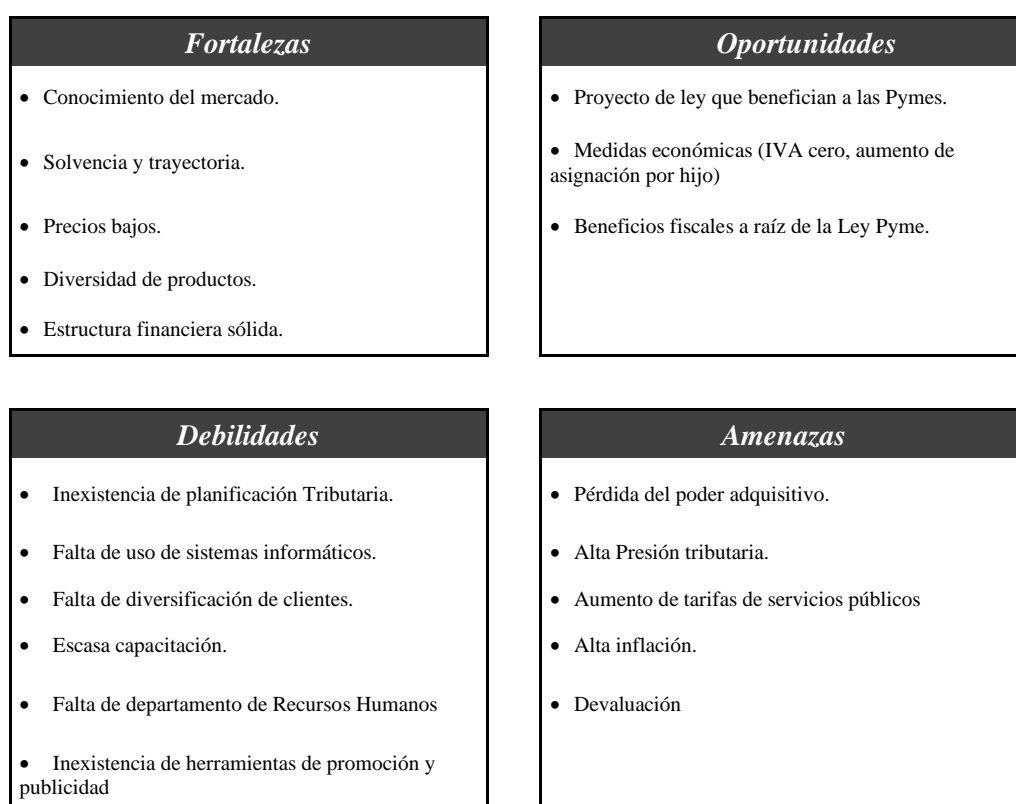 Fortalezas
• Conocimiento del mercado.
• Solvencia y trayectoria.
• Precios bajos.
• Diversidad de productos.
• Estructura financiera sólida.
Oportunidades
• Proyecto de ley que benefician a las Pymes.
• Medidas económicas (IVA cero, aumento de
asignación por hijo)
• Beneficios fiscales a raíz de la Ley Pyme.
Debilidades
• Inexistencia de planificación Tributaria.
• Falta de uso de sistemas informáticos.
• Falta de diversificación de clientes.
• Escasa capacitación.
• Falta de departamento de Recursos Humanos
• Inexistencia de herramientas de promoción y
publicidad
Amenazas
• Pérdida del poder adquisitivo.
• Alta Presión tributaria.
• Aumento de tarifas de servicios públicos
• Alta inflación.
• Devaluación